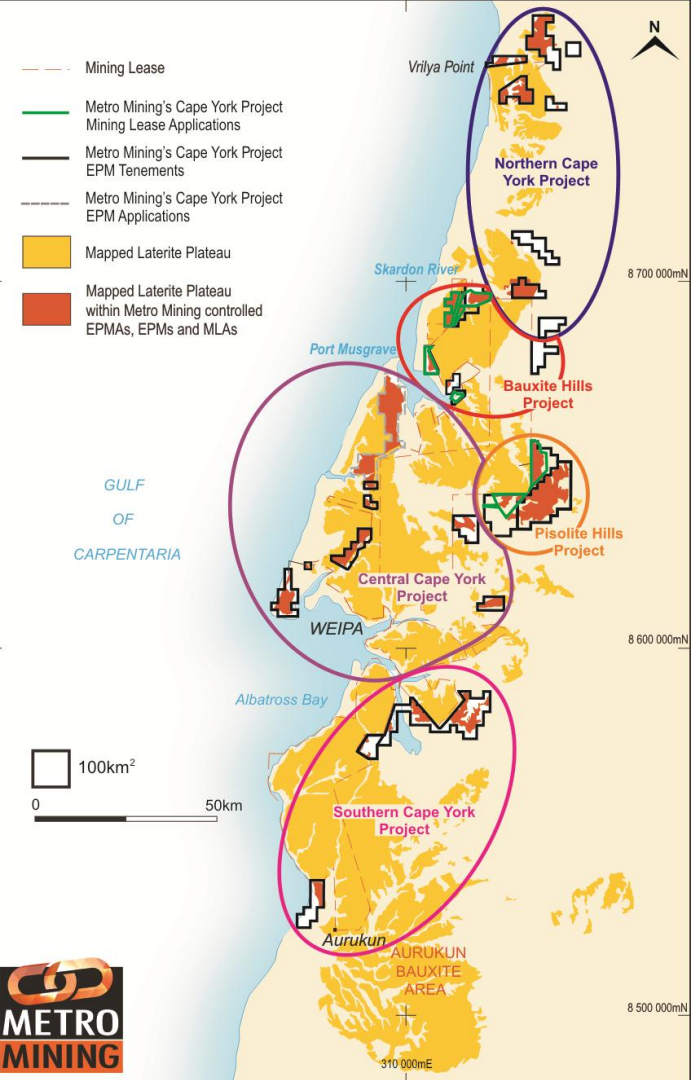 N
Mining Lease
Metro Mining's Cape York Project
Mining Lease Applications
Metro Mining's Cape York Project
EPM Tenements
Metro Mining's Cape York Project
EPM Applications
Mapped Laterite Plateau
Mapped Laterite Plateau
within Metro Mining controlled
EPMAs, EPMs and MLAs
Vrilya Point
Northern Cape
York Project
Skardon River
8 700 000mN
Port Musgrave
Bauxite Hills
Project
GULF
OF
CARPENTARIA
Pisolite Hills
Project
Central Cape York
Project
WEIPA
8 600 000mN
Albatross Bay
100km²
0
50km
Southern Cape York
Project
Aurukun
AURUKUN
BAUXITE
AREA
METRO
MINING
8 500 000mN
310 000mE